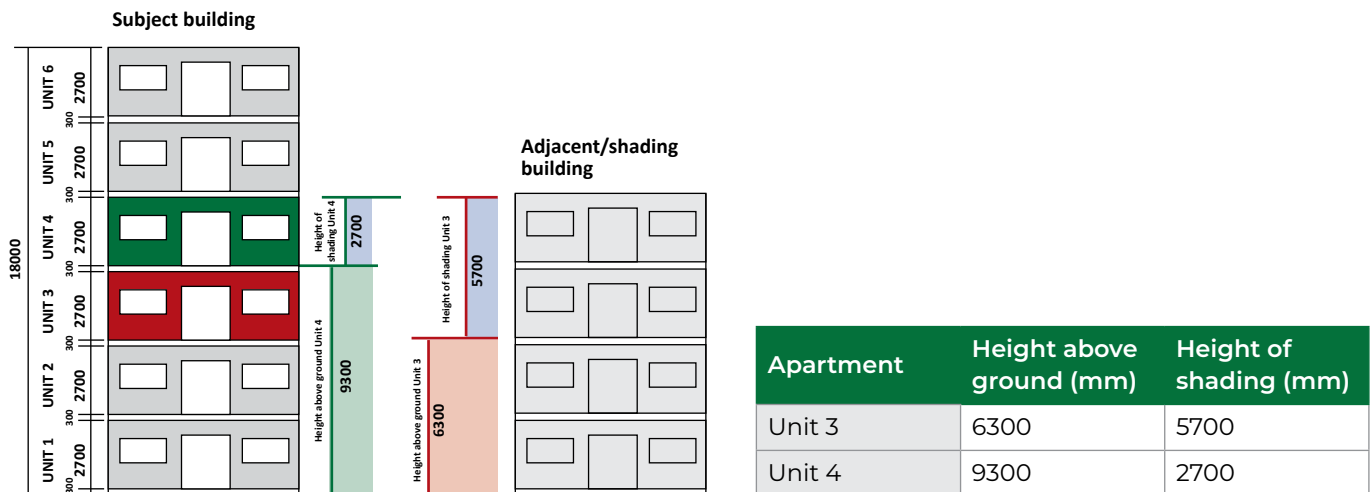 Subject building
18000
UNIT 6
2700
300
UNIT 5
2700
300
UNIT 4
2700
300
UNIT 3
2700
300
UNIT 2
2700
300
UNIT 1
2700
300
Height of
shading Unit 4
2700
Height above ground Unit 4
9300
Height of shading Unit 3
5700
Height above ground Unit 3
6300
Adjacent/shading
building
Apartment
Height above
ground (mm)
Height of
shading (mm)
Unit 3
6300
5700
Unit 4
9300
2700